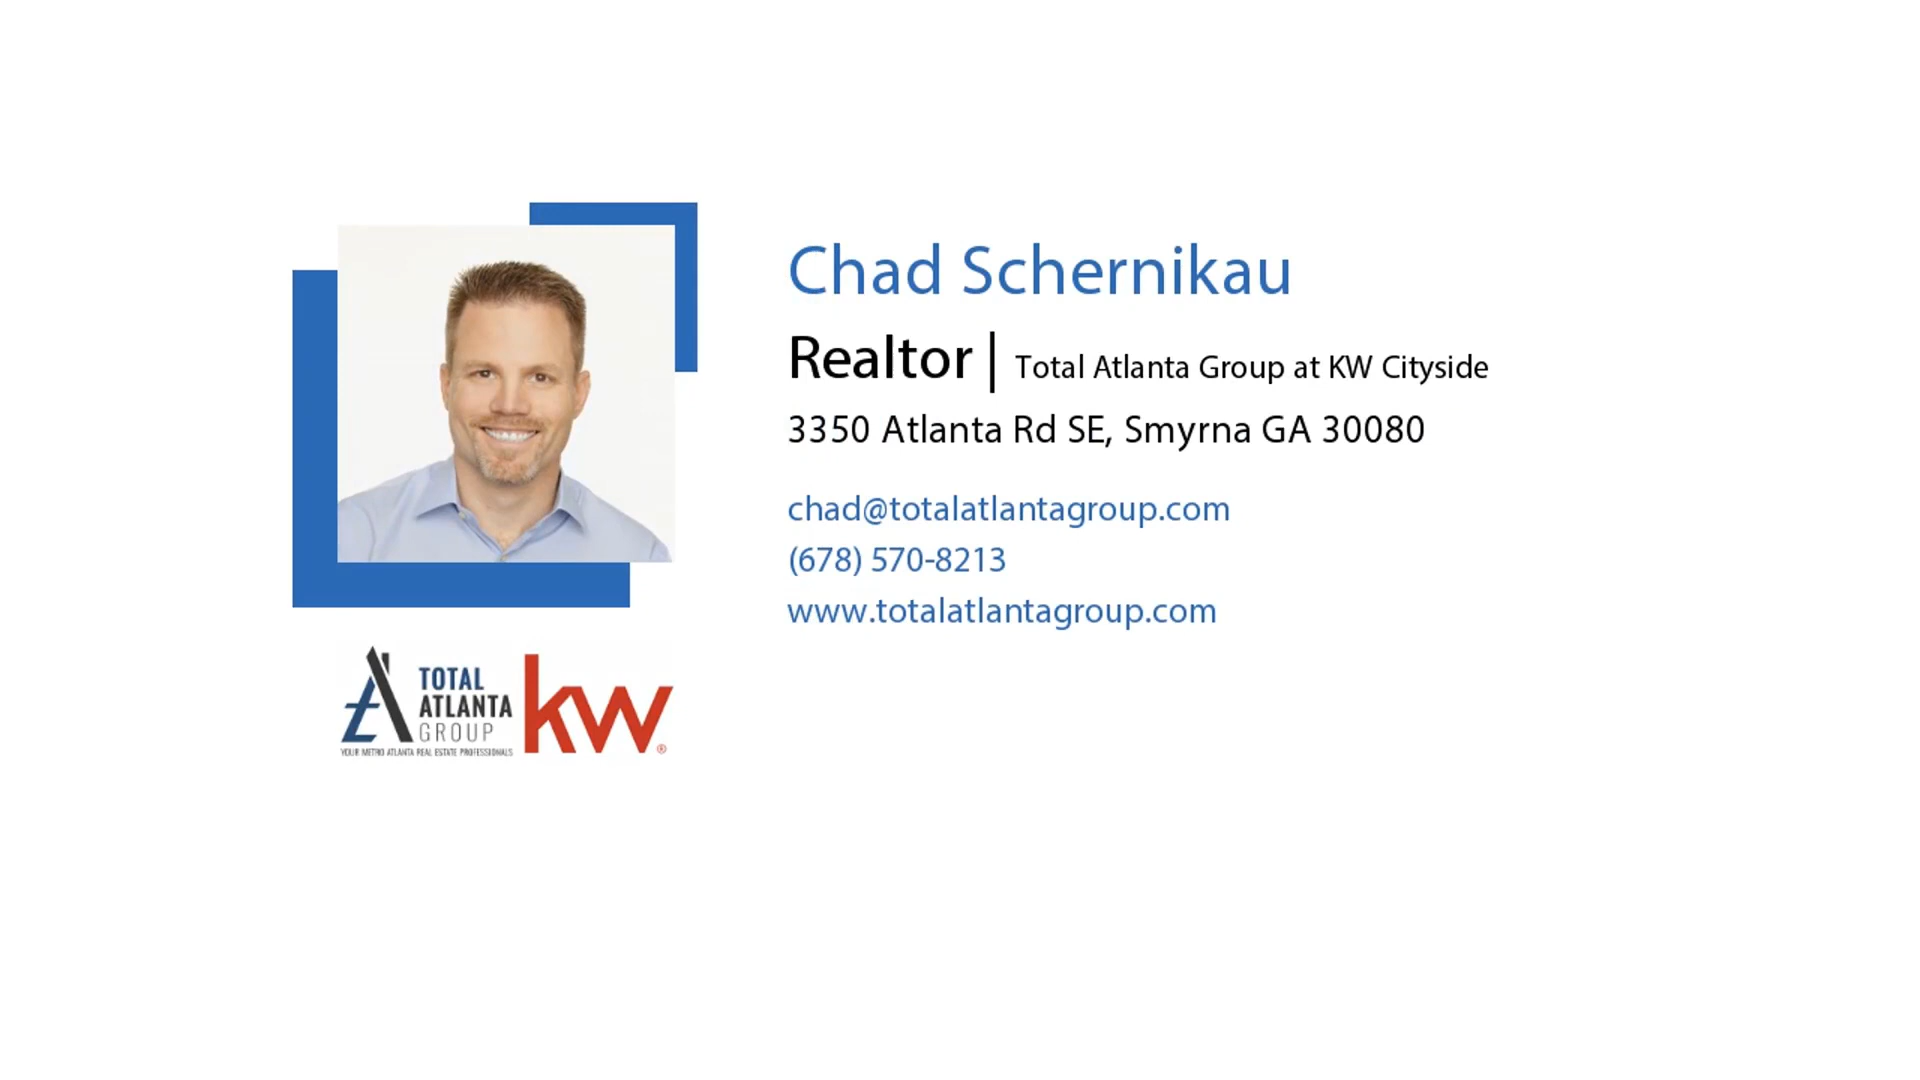 Chad Schernikau
Realtor | Total Atlanta Group at KW Cityside
3350 Atlanta Rd SE, Smyrna GA 30080
chad@totalatlantagroup.com
(678) 570-8213
www.totalatlantagroup.com
TOTAL
ATLANTA
GROUP
YOUR METRO ATLANTA REAL ESTATE PROFESSIONALS
kw®